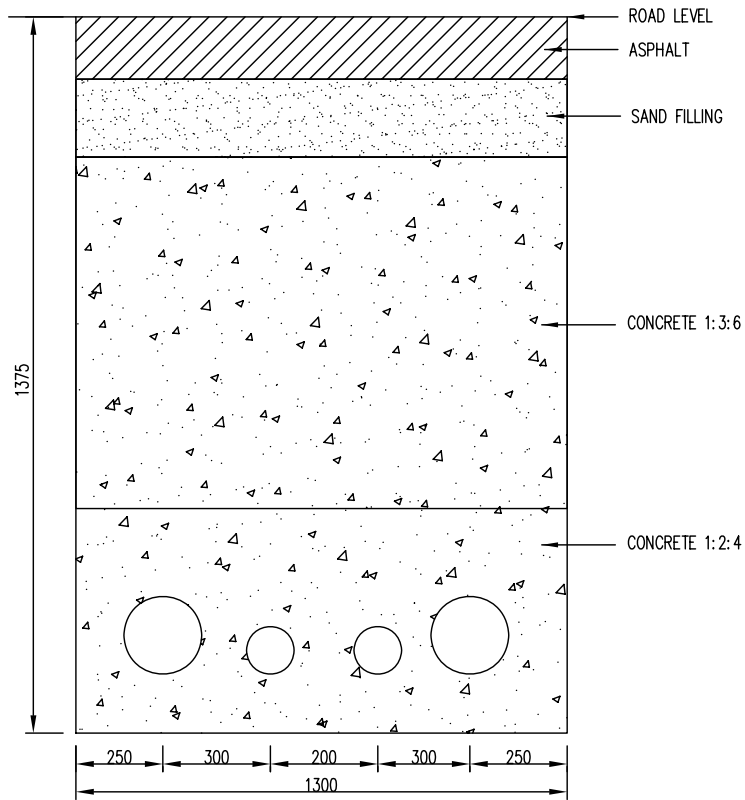 ROAD LEVEL
ASPHALT
SAND FILLING
CONCRETE 1:3:6
1375
CONCRETE 1:2:4
250 300 200 300 250
1300